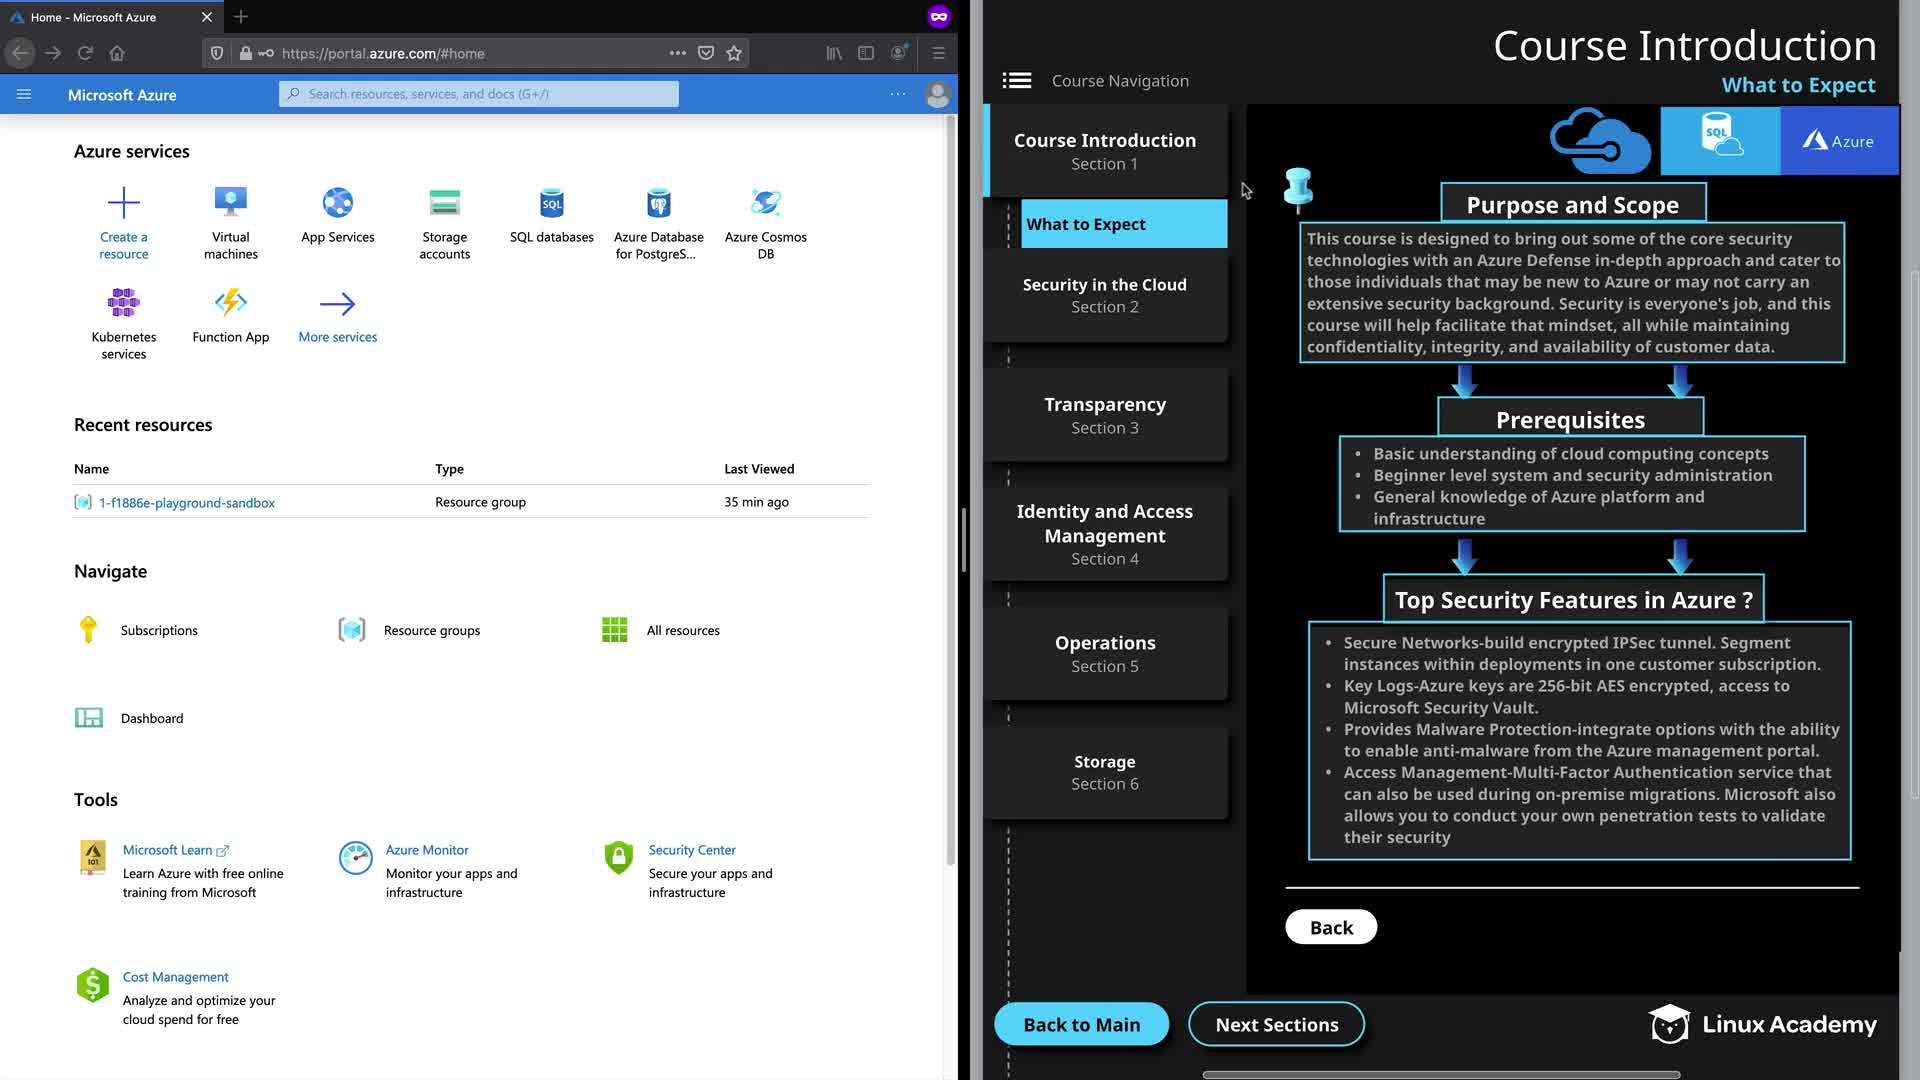 Home - Microsoft Azure
https://portal.azure.com/#home
Microsoft Azure
Search resources, services, and docs (G+/)
Azure services
Create a
resource
Virtual
machines
App Services
Storage
accounts
SQL
SQL databases
Azure Database
for PostgreS...
Azure Cosmos
DB
Kubernetes
services
Function App
More services
Recent resources
Name Type Last Viewed
1-f1886e-playground-sandbox Resource group 35 min ago
Navigate
Subscriptions
Resource groups
All resources
Dashboard
Tools
101
Microsoft Learn
Learn Azure with free online
training from Microsoft
Azure Monitor
Monitor your apps and
infrastructure
Security Center
Secure your apps and
infrastructure
Cost Management
Analyze and optimize your
cloud spend for free
Course Introduction
What to Expect
Course Navigation
Course Introduction
Section 1
What to Expect
Security in the Cloud
Section 2
Transparency
Section 3
Identity and Access
Management
Section 4
Operations
Section 5
Storage
Section 6
SQL
Azure
Purpose and Scope
This course is designed to bring out some of the core security
technologies with an Azure Defense in-depth approach and cater to
those individuals that may be new to Azure or may not carry an
extensive security background. Security is everyone's job, and this
course will help facilitate that mindset, all while maintaining
confidentiality, integrity, and availability of customer data.
Prerequisites
• Basic understanding of cloud computing concepts
• Beginner level system and security administration
• General knowledge of Azure platform and
infrastructure
Top Security Features in Azure ?
• Secure Networks-build encrypted IPSec tunnel. Segment
instances within deployments in one customer subscription.
• Key Logs-Azure keys are 256-bit AES encrypted, access to
Microsoft Security Vault.
• Provides Malware Protection-integrate options with the ability
to enable anti-malware from the Azure management portal.
• Access Management-Multi-Factor Authentication service that
can also be used during on-premise migrations. Microsoft also
allows you to conduct your own penetration tests to validate
their security
Back
Back to Main
Next Sections
Linux Academy